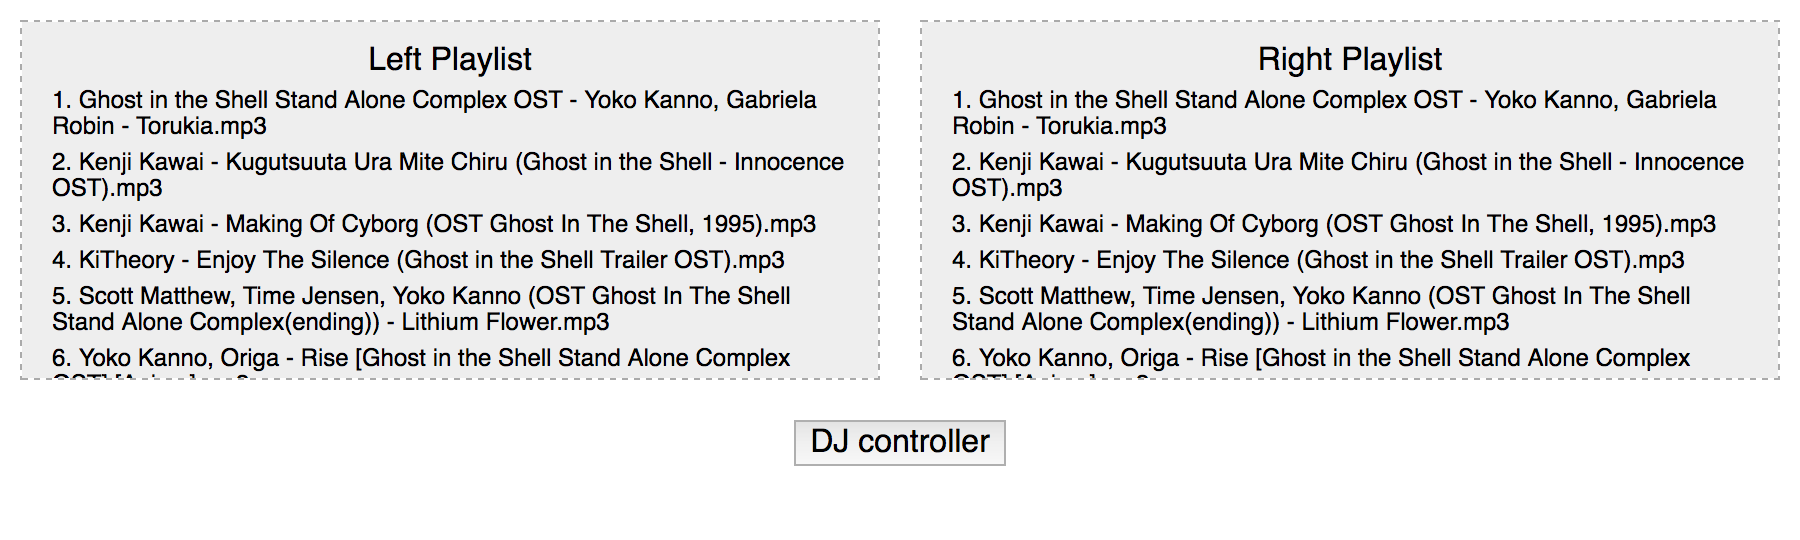 Left Playlist
1. Ghost in the Shell Stand Alone Complex OST - Yoko Kanno, Gabriela
Robin - Torukia.mp3
2. Kenji Kawai - Kugutsuuta Ura Mite Chiru (Ghost in the Shell - Innocence
OST).mp3
3. Kenji Kawai - Making Of Cyborg (OST Ghost In The Shell, 1995).mp3
4. KiTheory - Enjoy The Silence (Ghost in the Shell Trailer OST).mp3
5. Scott Matthew, Time Jensen, Yoko Kanno (OST Ghost In The Shell
Stand Alone Complex(ending)) - Lithium Flower.mp3
6. Yoko Kanno, Origa - Rise [Ghost in the Shell Stand Alone Complex
Right Playlist
1. Ghost in the Shell Stand Alone Complex OST - Yoko Kanno, Gabriela
Robin - Torukia.mp3
2. Kenji Kawai - Kugutsuuta Ura Mite Chiru (Ghost in the Shell - Innocence
OST).mp3
3. Kenji Kawai - Making Of Cyborg (OST Ghost In The Shell, 1995).mp3
4. KiTheory - Enjoy The Silence (Ghost in the Shell Trailer OST).mp3
5. Scott Matthew, Time Jensen, Yoko Kanno (OST Ghost In The Shell
Stand Alone Complex(ending)) - Lithium Flower.mp3
6. Yoko Kanno, Origa - Rise [Ghost in the Shell Stand Alone Complex
DJ controller